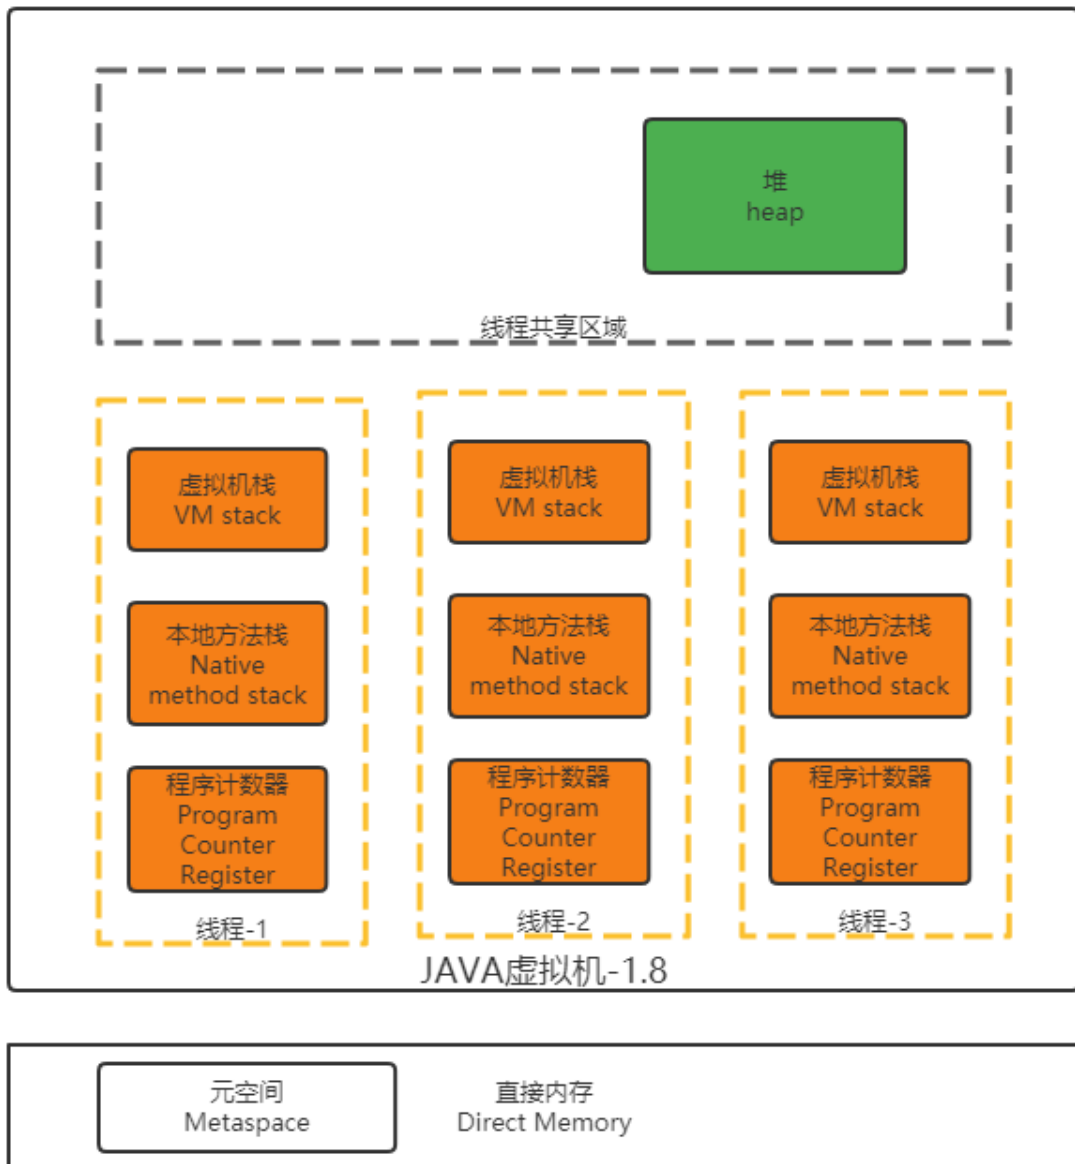 堆
heap
线程共享区域
虚拟机栈
VM stack
本地方法栈
Native
method stack
程序计数器
Program
Counter
Register
线程-1
虚拟机栈
VM stack
本地方法栈
Native
method stack
程序计数器
Program
Counter
Register
线程-2
虚拟机栈
VM stack
本地方法栈
Native
method stack
程序计数器
Program
Counter
Register
线程-3
JAVA虚拟机-1.8
元空间
Metaspace
直接内存
Direct Memory